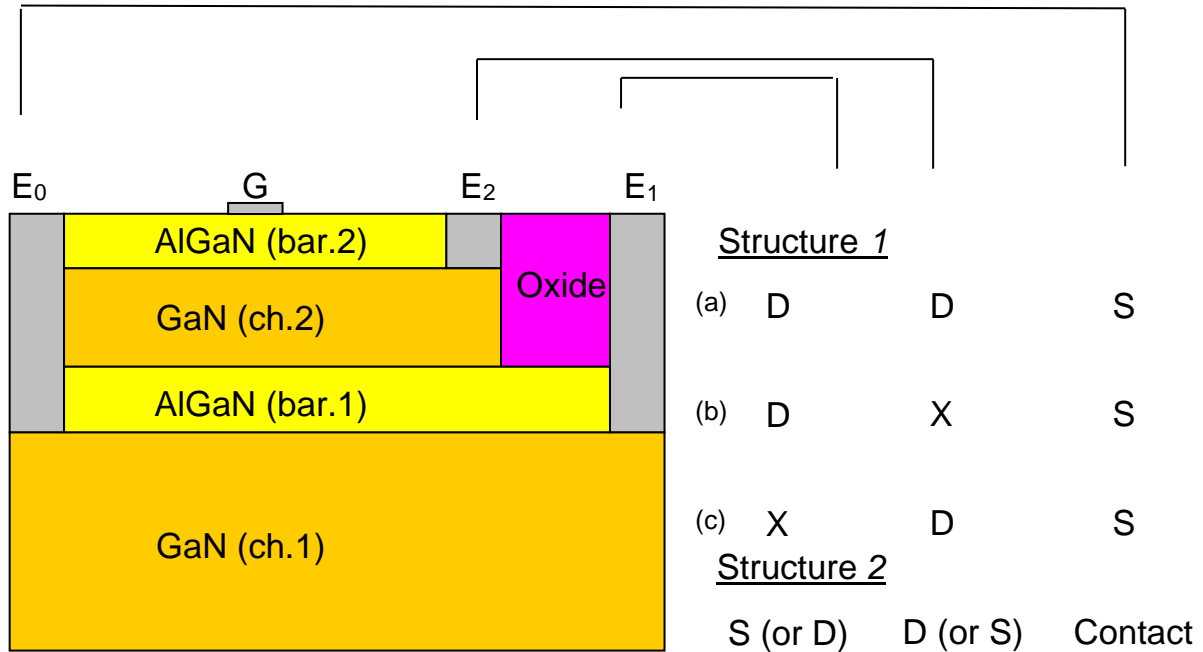 E₀ G E₂ E₁
AlGaN (bar.2)
Oxide
GaN (ch.2)
AlGaN (bar.1)
GaN (ch.1)
Structure 1
(a) D D S
(b) D X S
(c) X D S
Structure 2
S (or D) D (or S) Contact